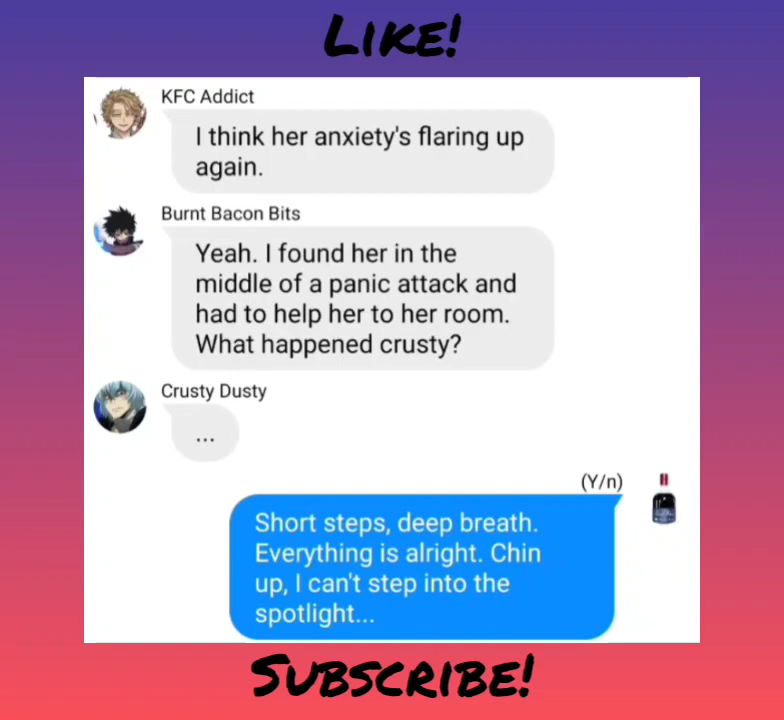 LIKE!
KFC Addict
I think her anxiety's flaring up
again.
Burnt Bacon Bits
Yeah. I found her in the
middle of a panic attack and
had to help her to her room.
What happened crusty?
Crusty Dusty
...
(Y/n)
Short steps, deep breath.
Everything is alright. Chin
up, I can't step into the
spotlight...
SUBSCRIBE!